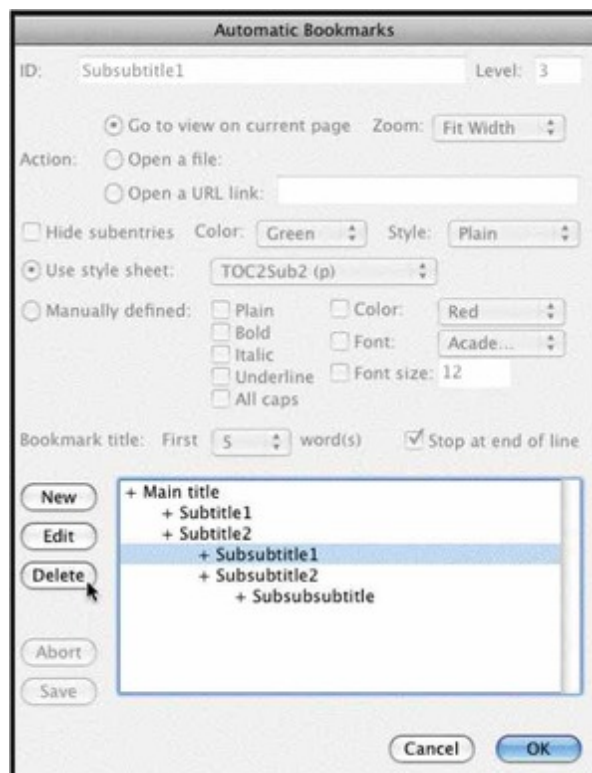 Automatic Bookmarks
ID: Subsubtitle1 Level: 3
Go to view on current page Zoom: Fit Width
Action: Open a file:
Open a URL link:
Hide subentries Color: Green Style: Plain
Use style sheet: TOC2Sub2 (p)
Manually defined: Plain Color: Red
Bold
Italic Font: Acade...
Underline Font size: 12
All caps
Bookmark title: First 5 word(s) Stop at end of line
New + Main title
+ Subtitle1
Edit + Subtitle2
+ Subsubtitle1
Delete + Subsubtitle2
+ Subsubsubtitle
Abort
Save
Cancel OK